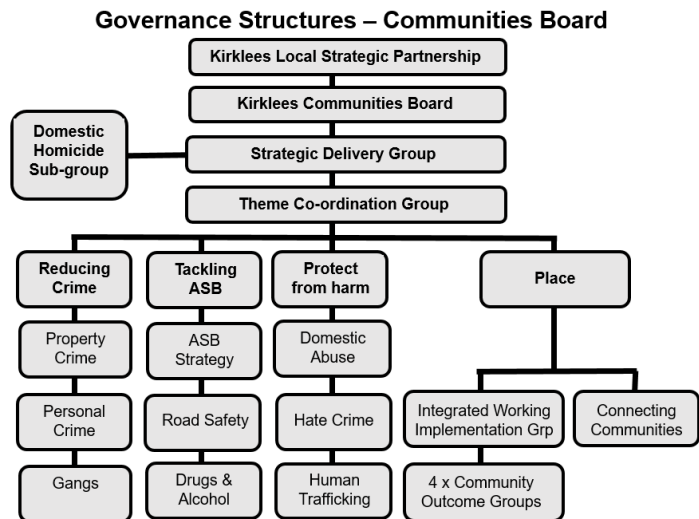 Governance Structures – Communities Board
Kirklees Local Strategic Partnership
Kirklees Communities Board
Domestic
Homicide
Sub-group
Strategic Delivery Group
Theme Co-ordination Group
Reducing
Crime
Tackling
ASB
Protect
from harm
Place
Property
Crime
ASB
Strategy
Domestic
Abuse
Personal
Crime
Road Safety
Hate Crime
Integrated Working
Implementation Grp
Connecting
Communities
Gangs
Drugs &
Alcohol
Human
Trafficking
4 x Community
Outcome Groups